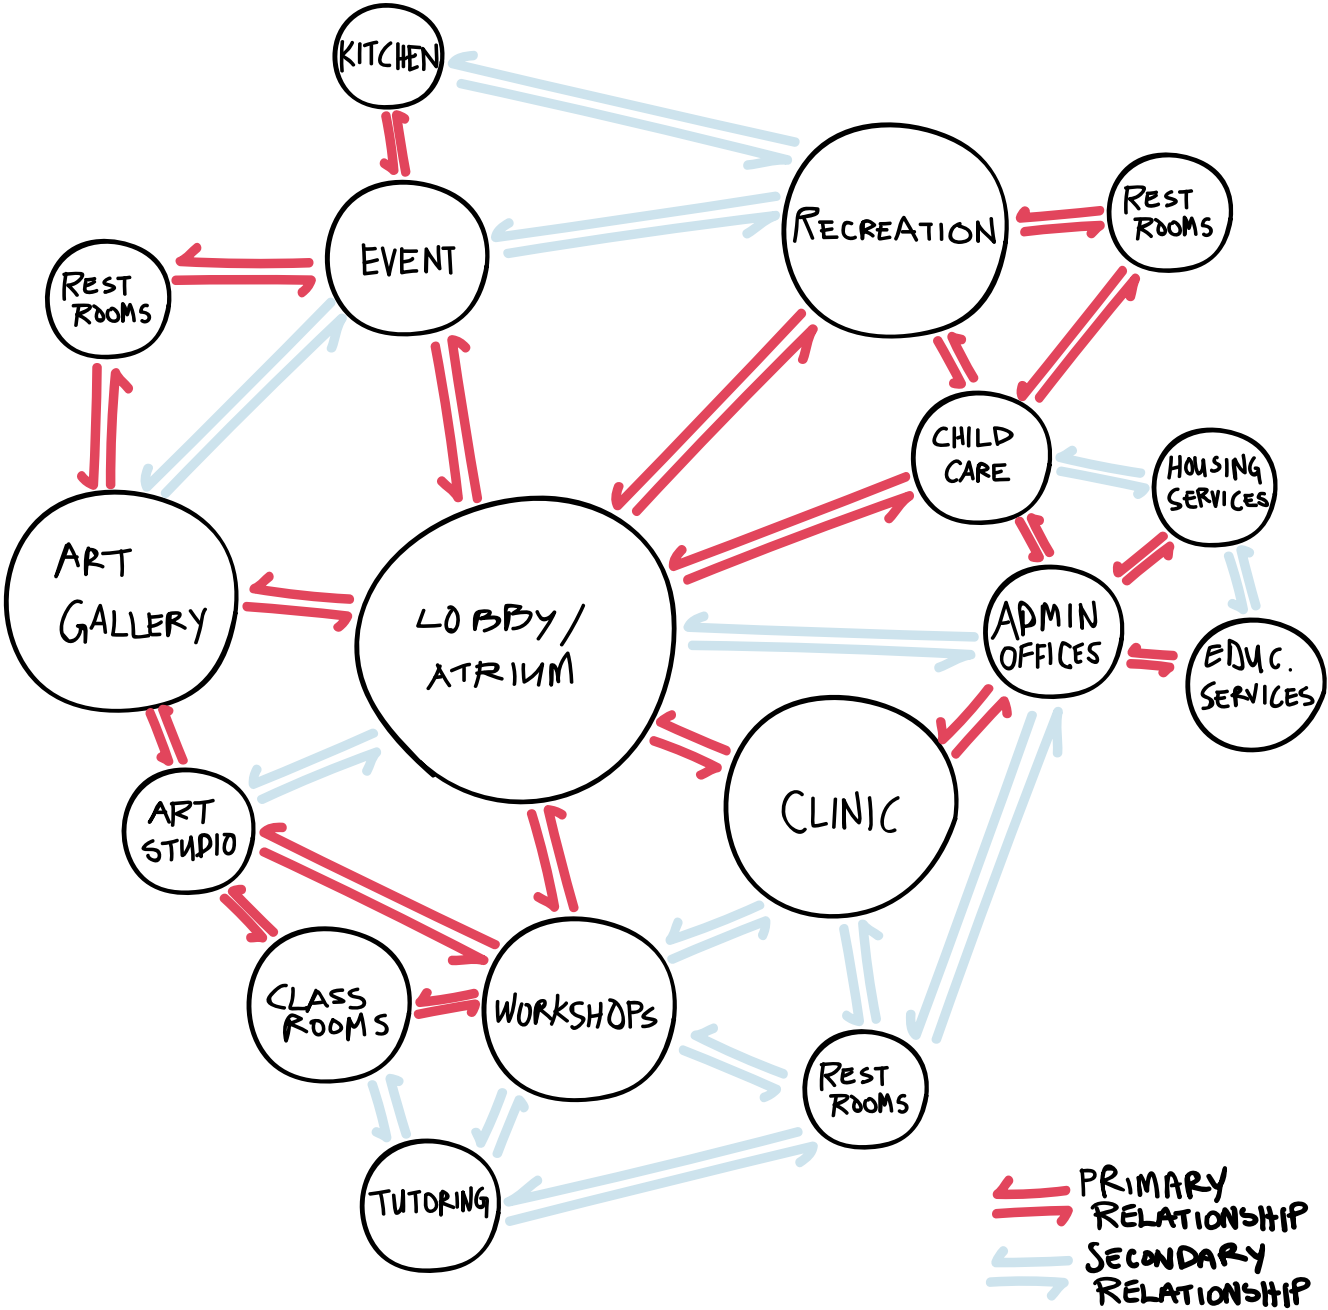 KITCHEN
EVENT
RECREATION
REST
ROOMS
REST
ROOMS
CHILD
CARE
HOUSING
SERVICES
ART
GALLERY
LOBBY/
ATRIUM
ADMIN
OFFICES
EDUC.
SERVICES
ART
STUDIO
CLINIC
CLASS
ROOMS
WORKSHOPS
REST
ROOMS
TUTORING
PRIMARY
RELATIONSHIP
SECONDARY
RELATIONSHIP